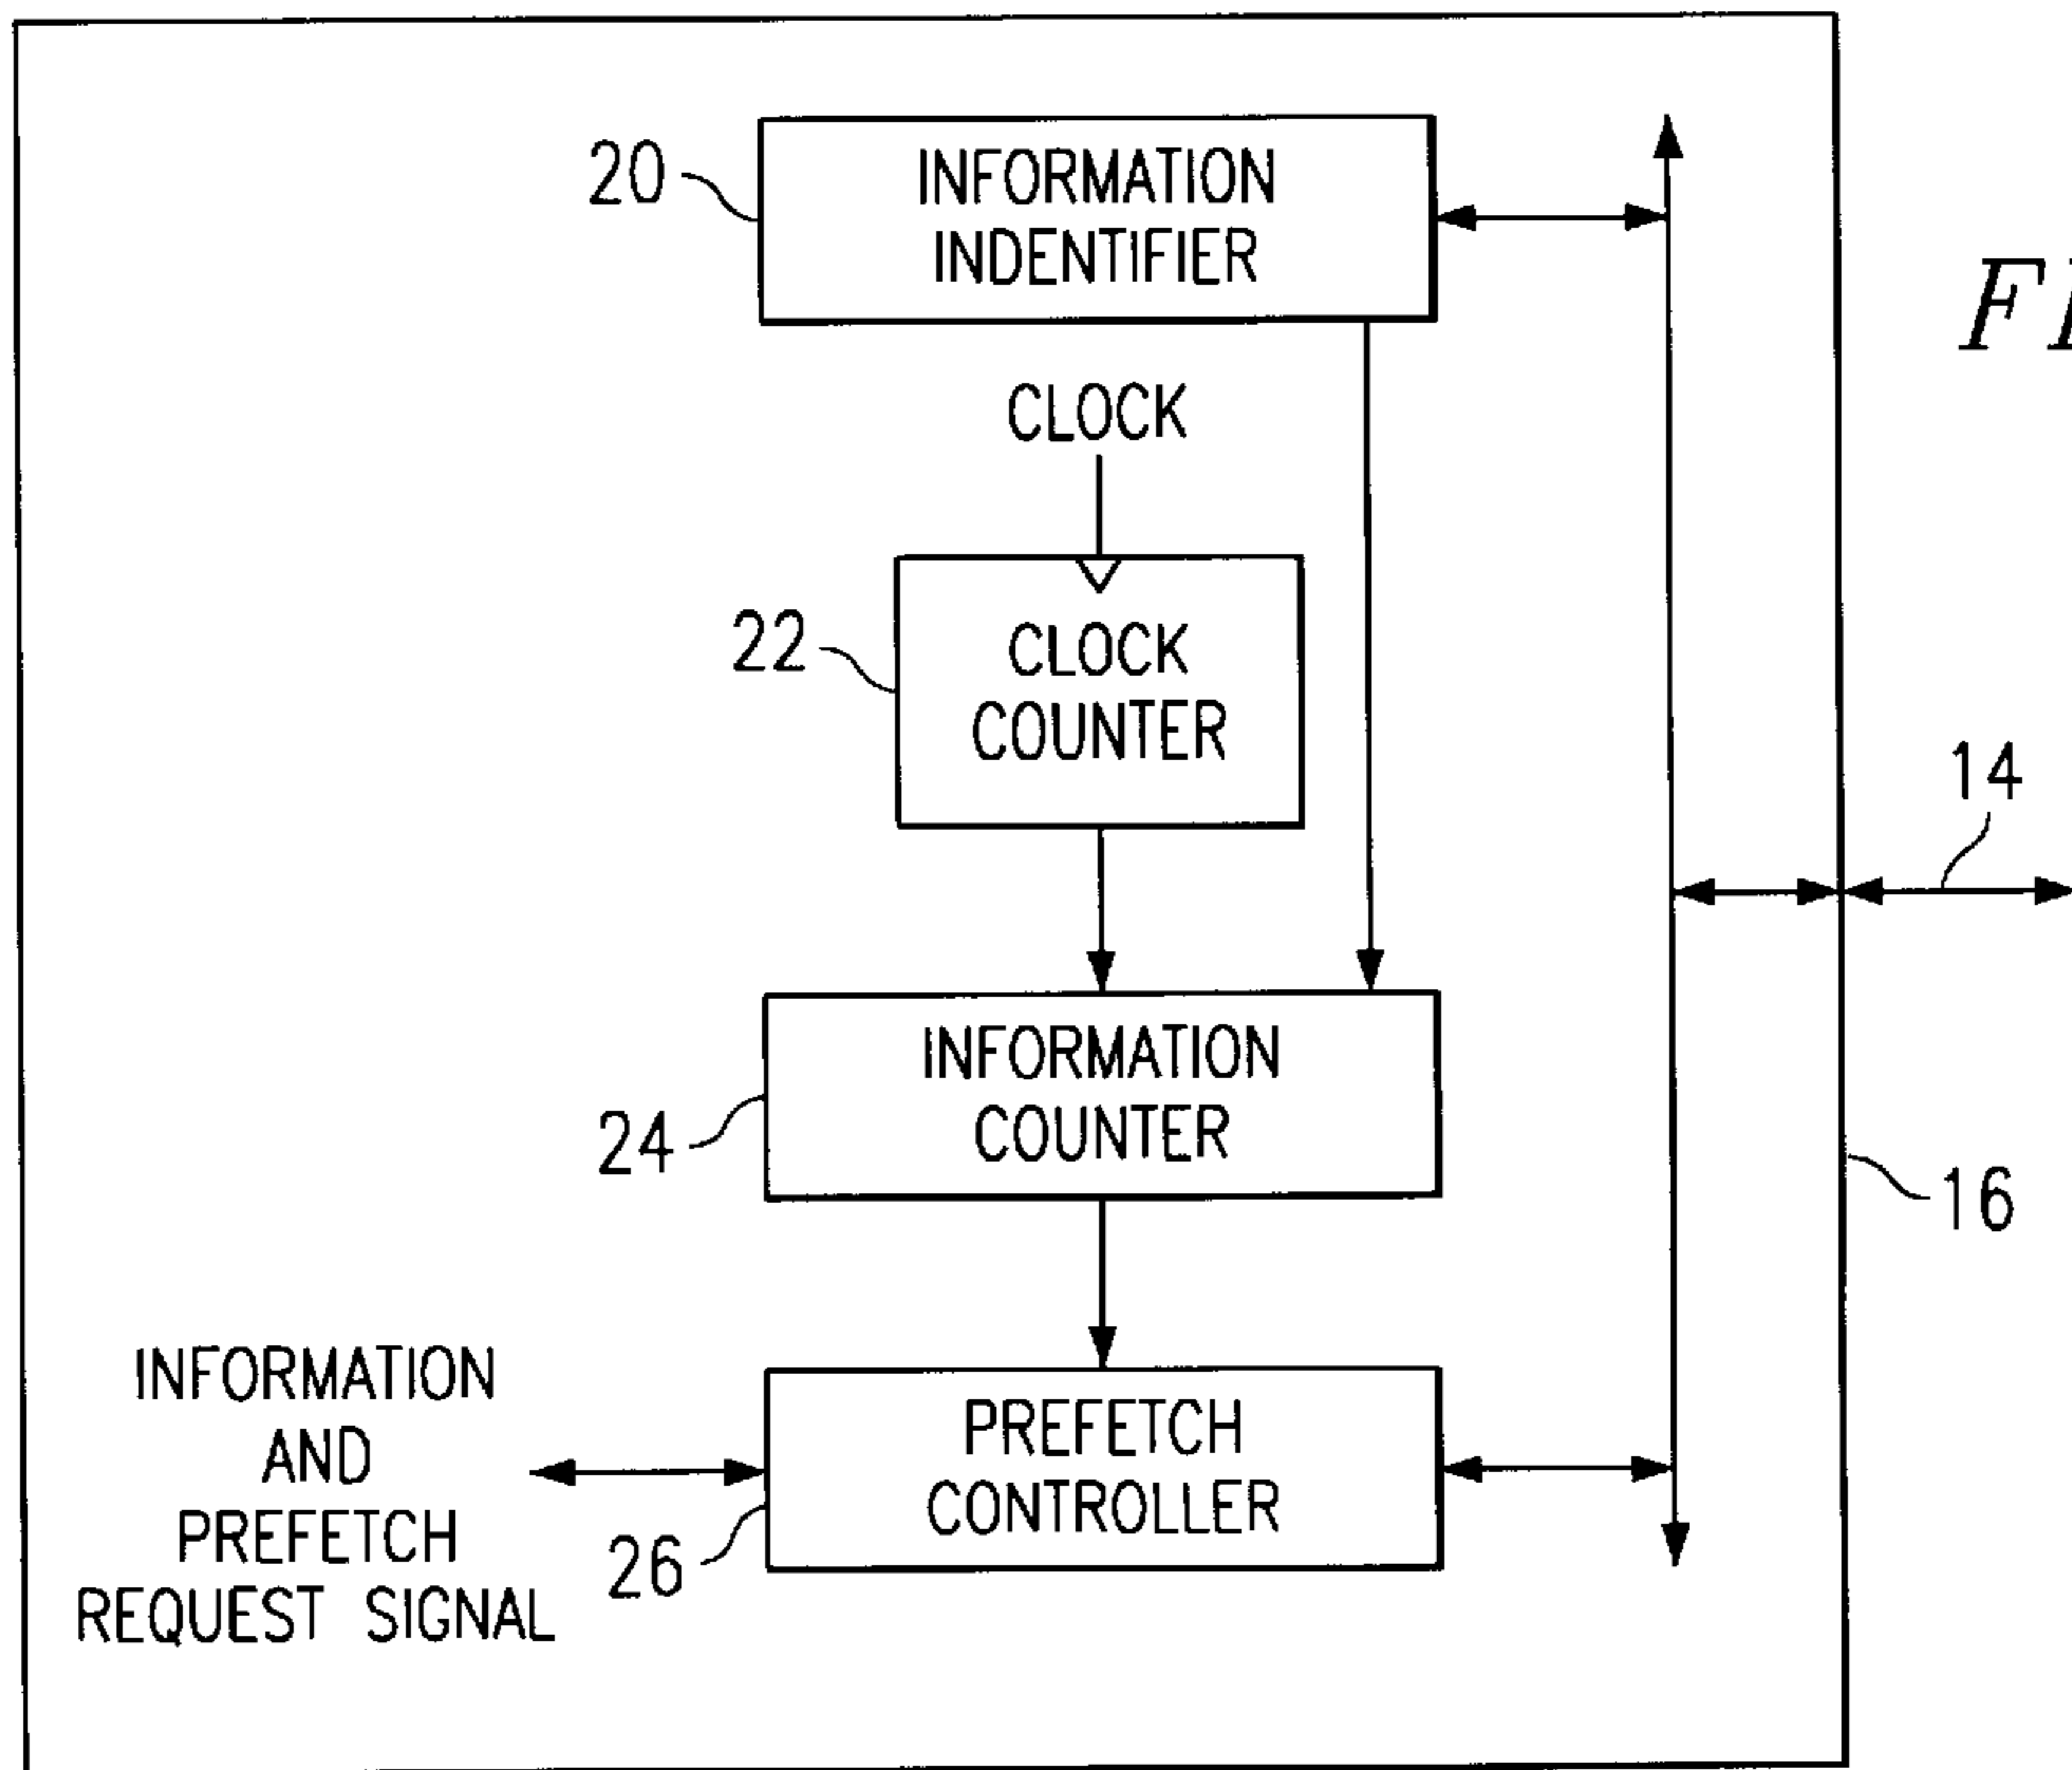 20
INFORMATION
INDENTIFIER
CLOCK
22
CLOCK
COUNTER
14
24
INFORMATION
COUNTER
16
INFORMATION
AND
PREFETCH
REQUEST SIGNAL
26
PREFETCH
CONTROLLER